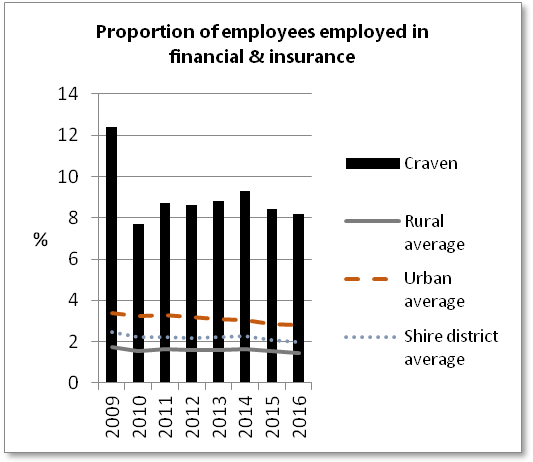 Proportion of employees employed in
financial & insurance
14
12
10
8
6
4
2
0
%
2009
2010
2011
2012
2013
2014
2015
2016
Craven
Rural
average
Urban
average
Shire district
average